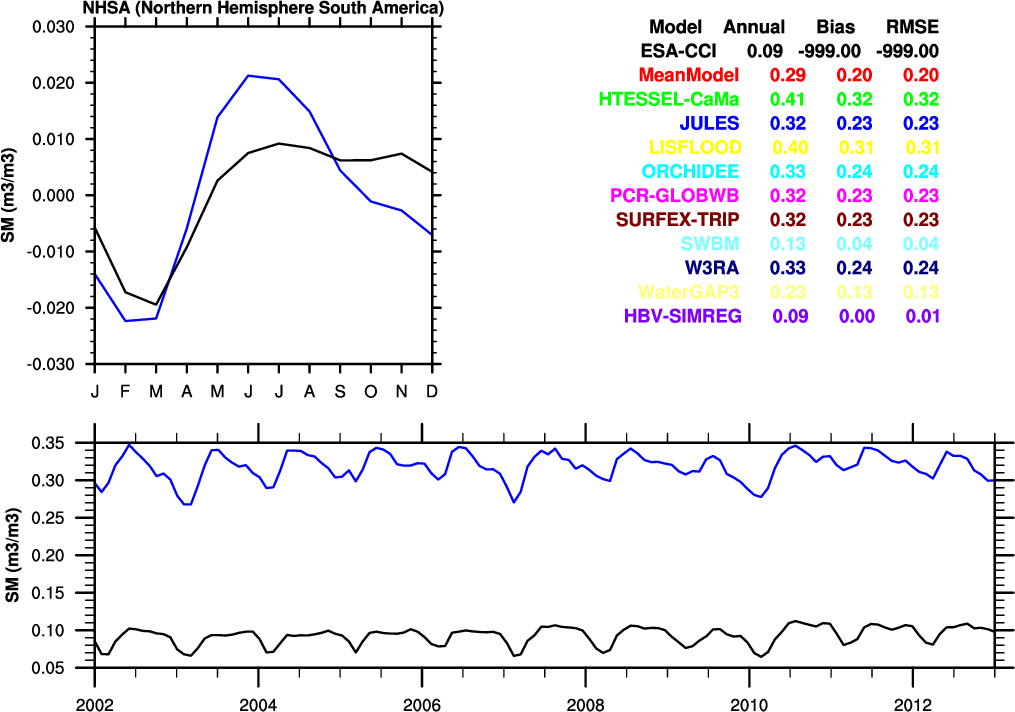 NHSA (Northern Hemisphere South America)
0.030
0.020
0.010
0.000
-0.010
-0.020
-0.030
SM (m3/m3)
J F M A M J J A S O N D
Model Annual Bias RMSE
ESA-CCI 0.09 -999.00 -999.00
MeanModel 0.29 0.20 0.20
HTESSEL-CaMa 0.41 0.32 0.32
JULES 0.32 0.23 0.23
LISFLOOD 0.40 0.31 0.31
ORCHIDEE 0.33 0.24 0.24
PCR-GLOBWB 0.32 0.23 0.23
SURFEX-TRIP 0.32 0.23 0.23
SWBM 0.13 0.04 0.04
W3RA 0.33 0.24 0.24
WaterGAP3 0.23 0.13 0.13
HBV-SIMREG 0.09 0.00 0.01
0.35
0.30
0.25
0.20
0.15
0.10
0.05
SM (m3/m3)
2002 2004 2006 2008 2010 2012